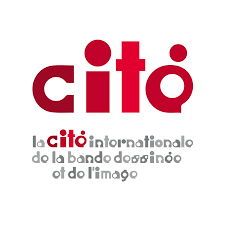 cité
la cité internationale
de la bande dessinée
et de l'image